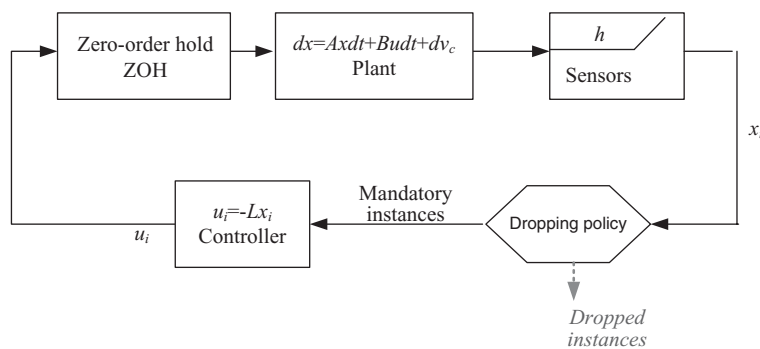 Zero-order hold
ZOH
dx=Axdt+Budt+dv_c
Plant
h
Sensors
Mandatory
instances
u_i=-Lx_i
Controller
u_i
Dropping policy
Dropped
instances